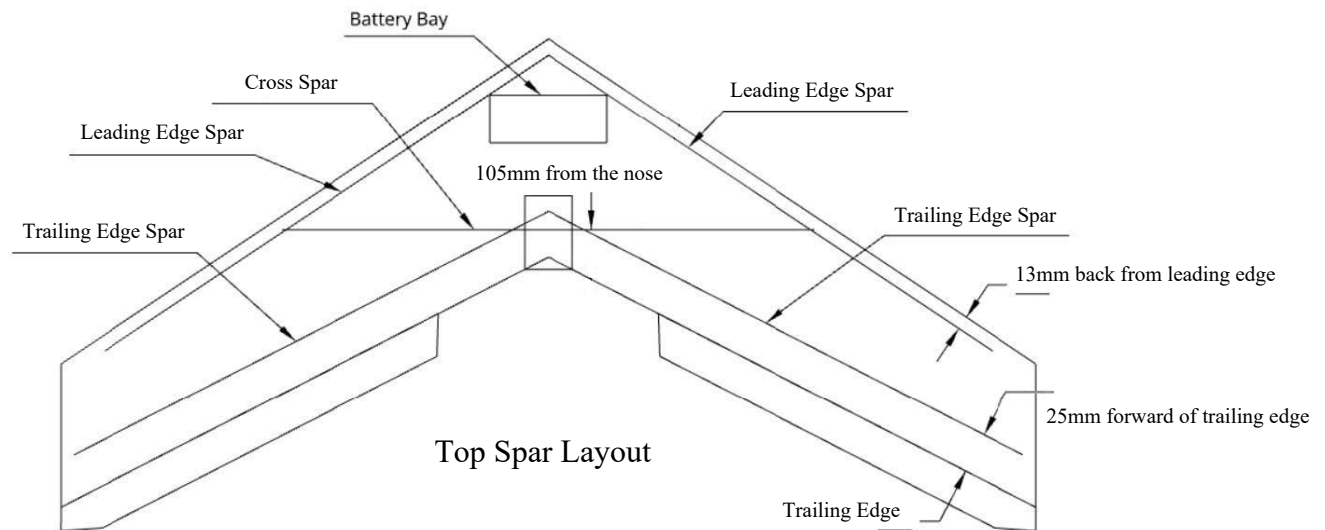 Battery Bay
Cross Spar
Leading Edge Spar
Leading Edge Spar
105mm from the nose
Trailing Edge Spar
Trailing Edge Spar
13mm back from leading edge
25mm forward of trailing edge
Top Spar Layout
Trailing Edge